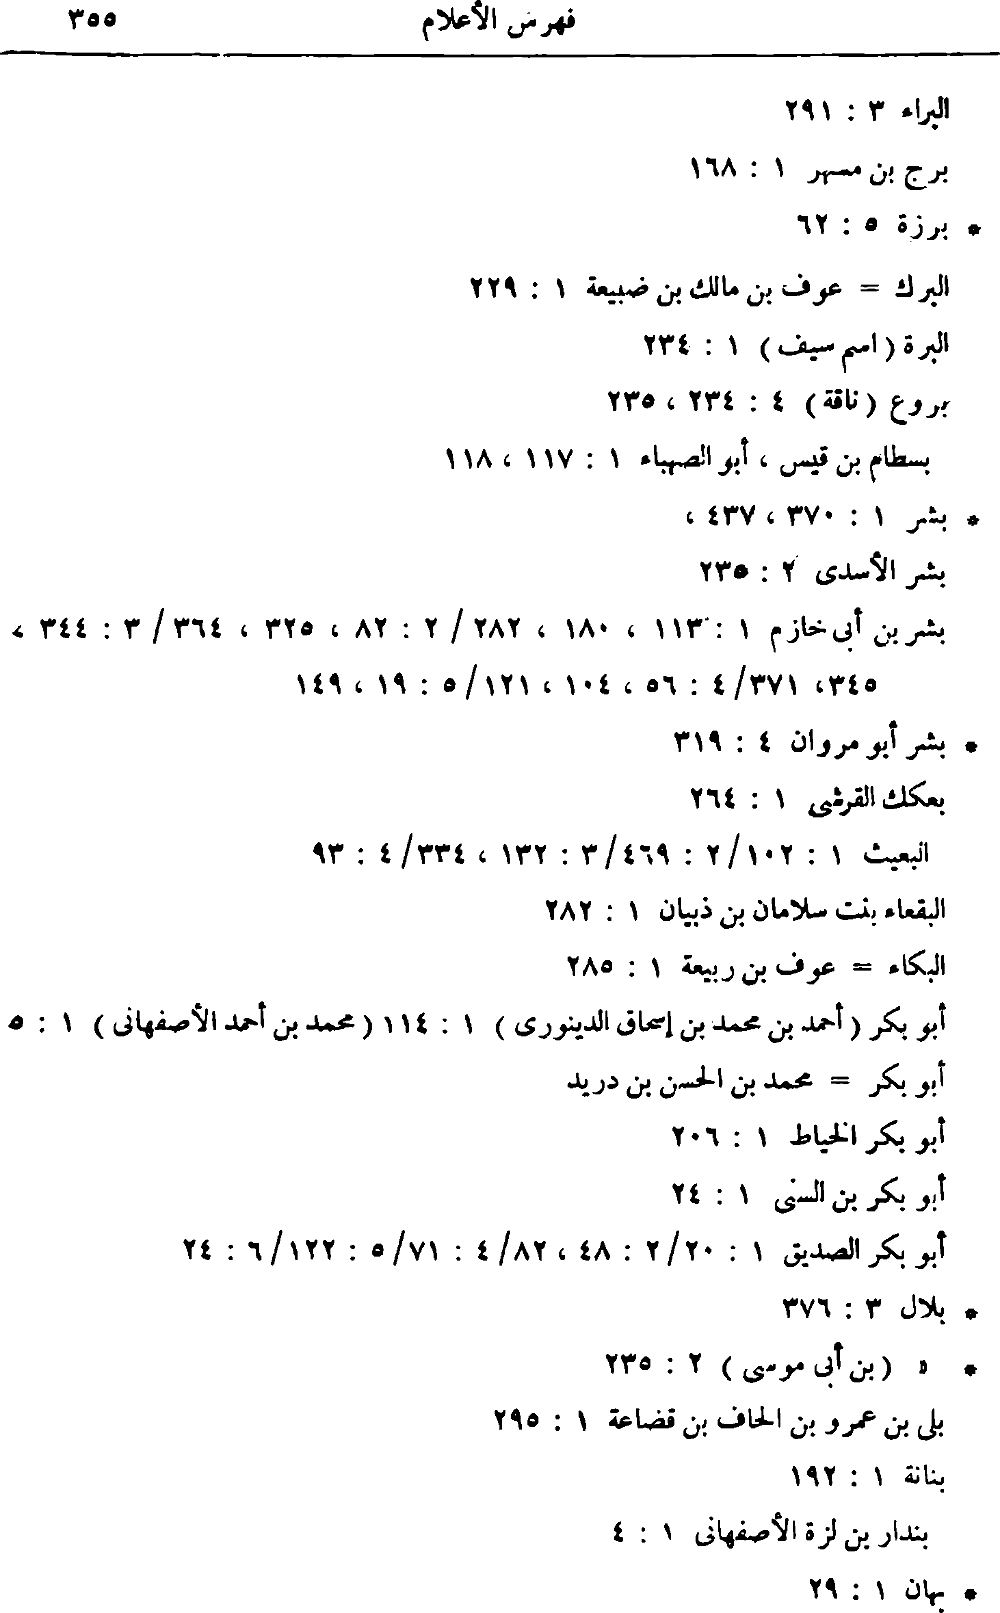 فهرس الأعلام ٣٥٥
البراء ٣ : ٢٩١
برج بن مسهر ١ : ١٦٨
* برزة ٥ : ٦٢
البرك = عوف بن مالك بن ضبيعة ١ : ٢٢٩
البرة ( اسم سيف ) ١ : ٢٣٤
بروع ( ناقة ) ٤ : ٢٣٤ ، ٢٣٥
بسطام بن قيس ، أبو الصهباء ١ : ١١٧ ، ١١٨
* بشر ١ : ٣٧٠ ، ٤٣٧ ،
بشر الأسدى ٢ : ٢٣٥
بشر بن أبى خازم ١ : ١١٣ ، ١٨٠ ، ٢٨٢ / ٢ : ٨٢ ، ٣٢٥ ، ٣٦٤ / ٣ : ٣٤٤ ،
٣٤٥، ٣٧١/ ٤ : ٥٦ ، ١٠٤ ، ١٢١/ ٥ : ١٩ ، ١٤٩
* بشر أبو مروان ٤ : ٣١٩
بعكك القرشى ١ : ٢٦٤
البعيث ١ : ١٠٢/ ٢ : ٤٦٩/ ٣ : ١٣٢ ، ٣٣٤/ ٤ : ٩٣
البقعاء بنت سلامان بن ذبيان ١ : ٢٨٢
البكاء = عوف بن ربيعة ١ : ٢٨٥
أبو بكر ( أحمد بن محمد بن إسحاق الدينورى ) ١ : ١١٤ ( محمد بن أحمد الأصفهانى ) ١ : ٥
أبو بكر = محمد بن الحسن بن دريد
أبو بكر الخياط ١ : ٢٠٦
أبو بكر بن السنى ١ : ٢٤
أبو بكر الصديق ١ : ٢٠/ ٢ : ٤٨ ، ٨٢/ ٤ : ٧١/ ٥ : ١٢٢/ ٦ : ٢٤
* بلال ٣ : ٣٧٦
* » ( بن أبى موسى ) ٢ : ٢٣٥
بلى بن عمرو بن الحاف بن قضاعة ١ : ٢٩٥
بنانة ١ : ١٩٢
بندار بن لزة الأصفهانى ١ : ٤
* بهان ١ : ٢٩